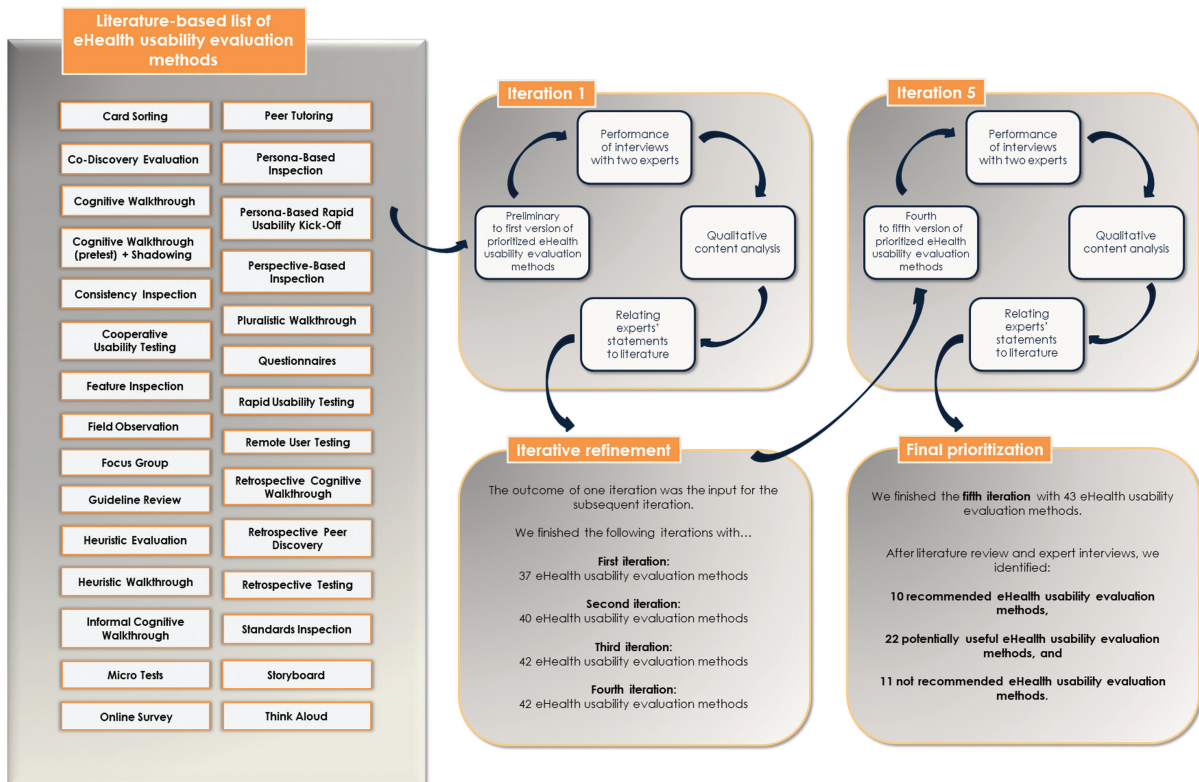 Literature-based list of
eHealth usability evaluation
methods
Card Sorting
Co-Discovery Evaluation
Cognitive Walkthrough
Cognitive Walkthrough
(pretest) + Shadowing
Consistency Inspection
Cooperative
Usability Testing
Feature Inspection
Field Observation
Focus Group
Guideline Review
Heuristic Evaluation
Heuristic Walkthrough
Informal Cognitive
Walkthrough
Micro Tests
Online Survey
Peer Tutoring
Persona-Based
Inspection
Persona-Based Rapid
Usability Kick-Off
Perspective-Based
Inspection
Pluralistic Walkthrough
Questionnaires
Rapid Usability Testing
Remote User Testing
Retrospective Cognitive
Walkthrough
Retrospective Peer
Discovery
Retrospective Testing
Standards Inspection
Storyboard
Think Aloud
Iteration 1
Performance
of interviews
with two experts
Preliminary
to first version of
prioritized eHealth
usability evaluation
methods
Qualitative
content analysis
Relating
experts'
statements
to literature
Iterative refinement
The outcome of one iteration was the input for the
subsequent iteration.
We finished the following iterations with…
First iteration:
37 eHealth usability evaluation methods
Second iteration:
40 eHealth usability evaluation methods
Third iteration:
42 eHealth usability evaluation methods
Fourth iteration:
42 eHealth usability evaluation methods
Iteration 5
Performance
of interviews
with two experts
Fourth
to fifth version of
prioritized eHealth
usability evaluation
methods
Qualitative
content analysis
Relating
experts'
statements
to literature
Final prioritization
We finished the fifth iteration with 43 eHealth usability
evaluation methods.
After literature review and expert interviews, we
identified:
10 recommended eHealth usability evaluation
methods,
22 potentially useful eHealth usability evaluation
methods, and
11 not recommended eHealth usability evaluation
methods.